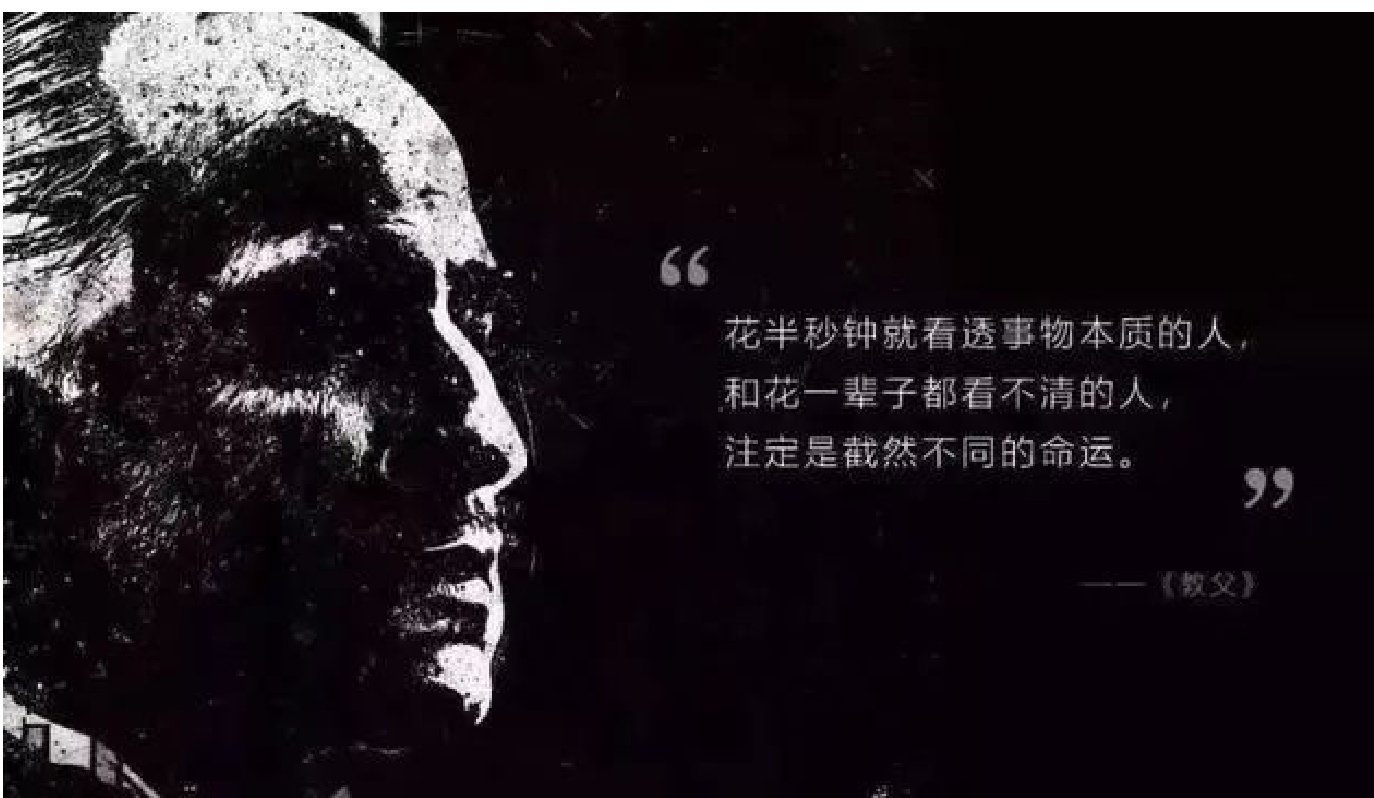 “
花半秒钟就看透事物本质的人，
和花一辈子都看不清的人，
注定是截然不同的命运。
”
——《教父》